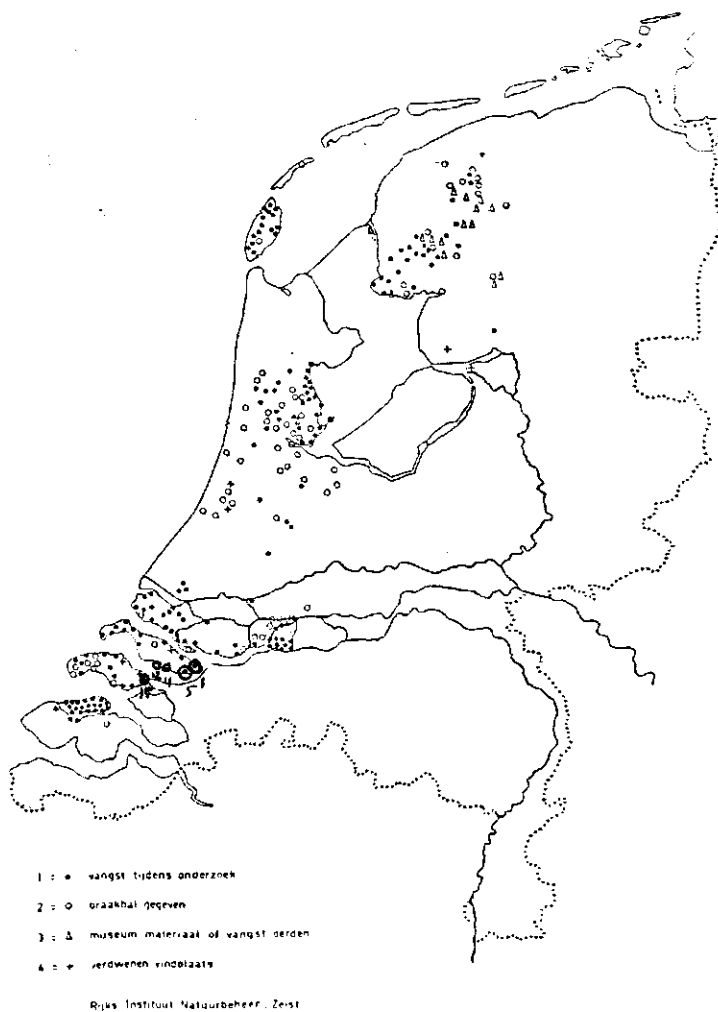 1 : • vangst tijdens onderzoek
2 : o braakbal gegeven
3 : Δ museum materiaal of vangst derden
4 : + verdwenen vindplaats
Rijks Instituut Natuurbeheer. Zeist